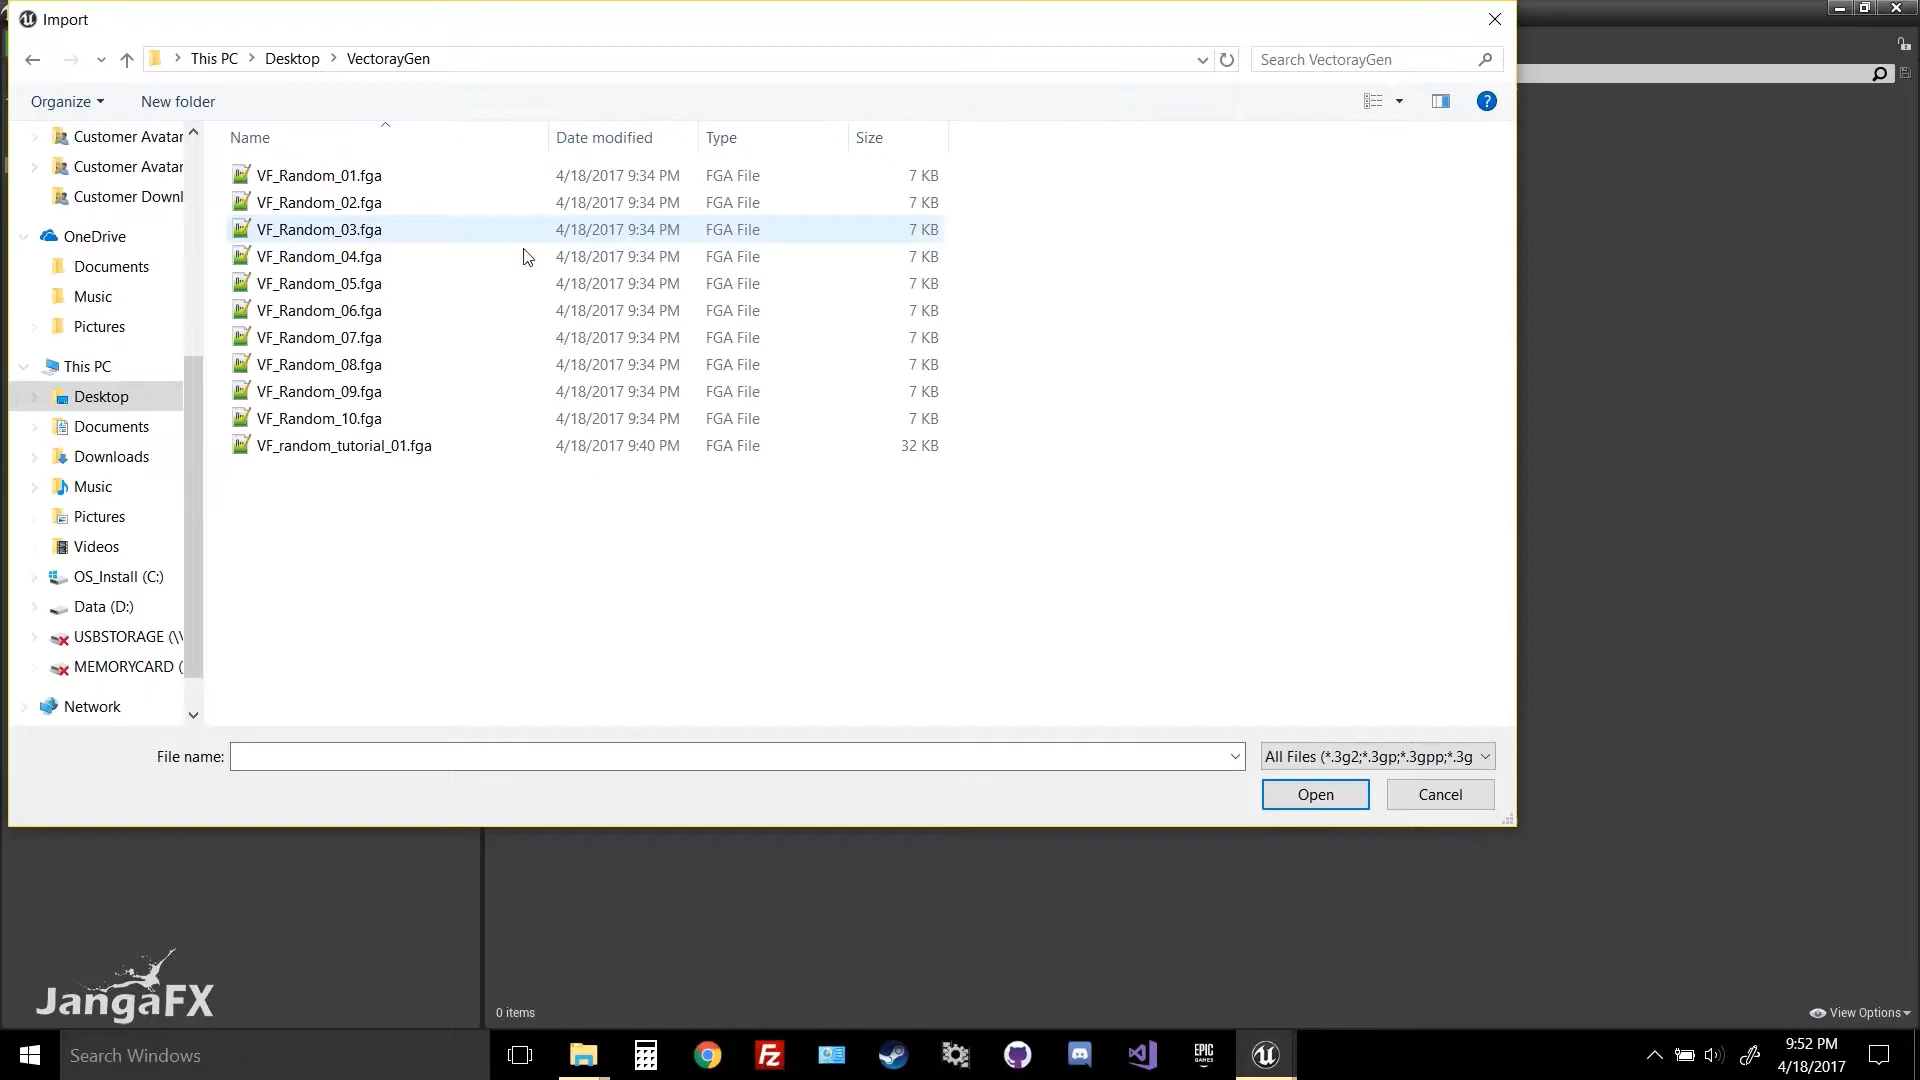 Import
This PC > Desktop > VectorayGen
Search VectorayGen
Organize
New folder
Name
Date modified
Type
Size
Customer Avatar
Customer Avatar
Customer Downl
OneDrive
Documents
Music
Pictures
This PC
Desktop
Documents
Downloads
Music
Pictures
Videos
OS_Install (C:)
Data (D:)
USBSTORAGE (\\
MEMORYCARD (
Network
VF_Random_01.fga 4/18/2017 9:34 PM FGA File 7 KB
VF_Random_02.fga 4/18/2017 9:34 PM FGA File 7 KB
VF_Random_03.fga 4/18/2017 9:34 PM FGA File 7 KB
VF_Random_04.fga 4/18/2017 9:34 PM FGA File 7 KB
VF_Random_05.fga 4/18/2017 9:34 PM FGA File 7 KB
VF_Random_06.fga 4/18/2017 9:34 PM FGA File 7 KB
VF_Random_07.fga 4/18/2017 9:34 PM FGA File 7 KB
VF_Random_08.fga 4/18/2017 9:34 PM FGA File 7 KB
VF_Random_09.fga 4/18/2017 9:34 PM FGA File 7 KB
VF_Random_10.fga 4/18/2017 9:34 PM FGA File 7 KB
VF_random_tutorial_01.fga 4/18/2017 9:40 PM FGA File 32 KB
File name:
All Files (*.3g2;*.3gp;*.3gpp;*.3g
Open
Cancel
JangaFX
0 items
View Options
Search Windows
EPIC
GAMES
9:52 PM
4/18/2017